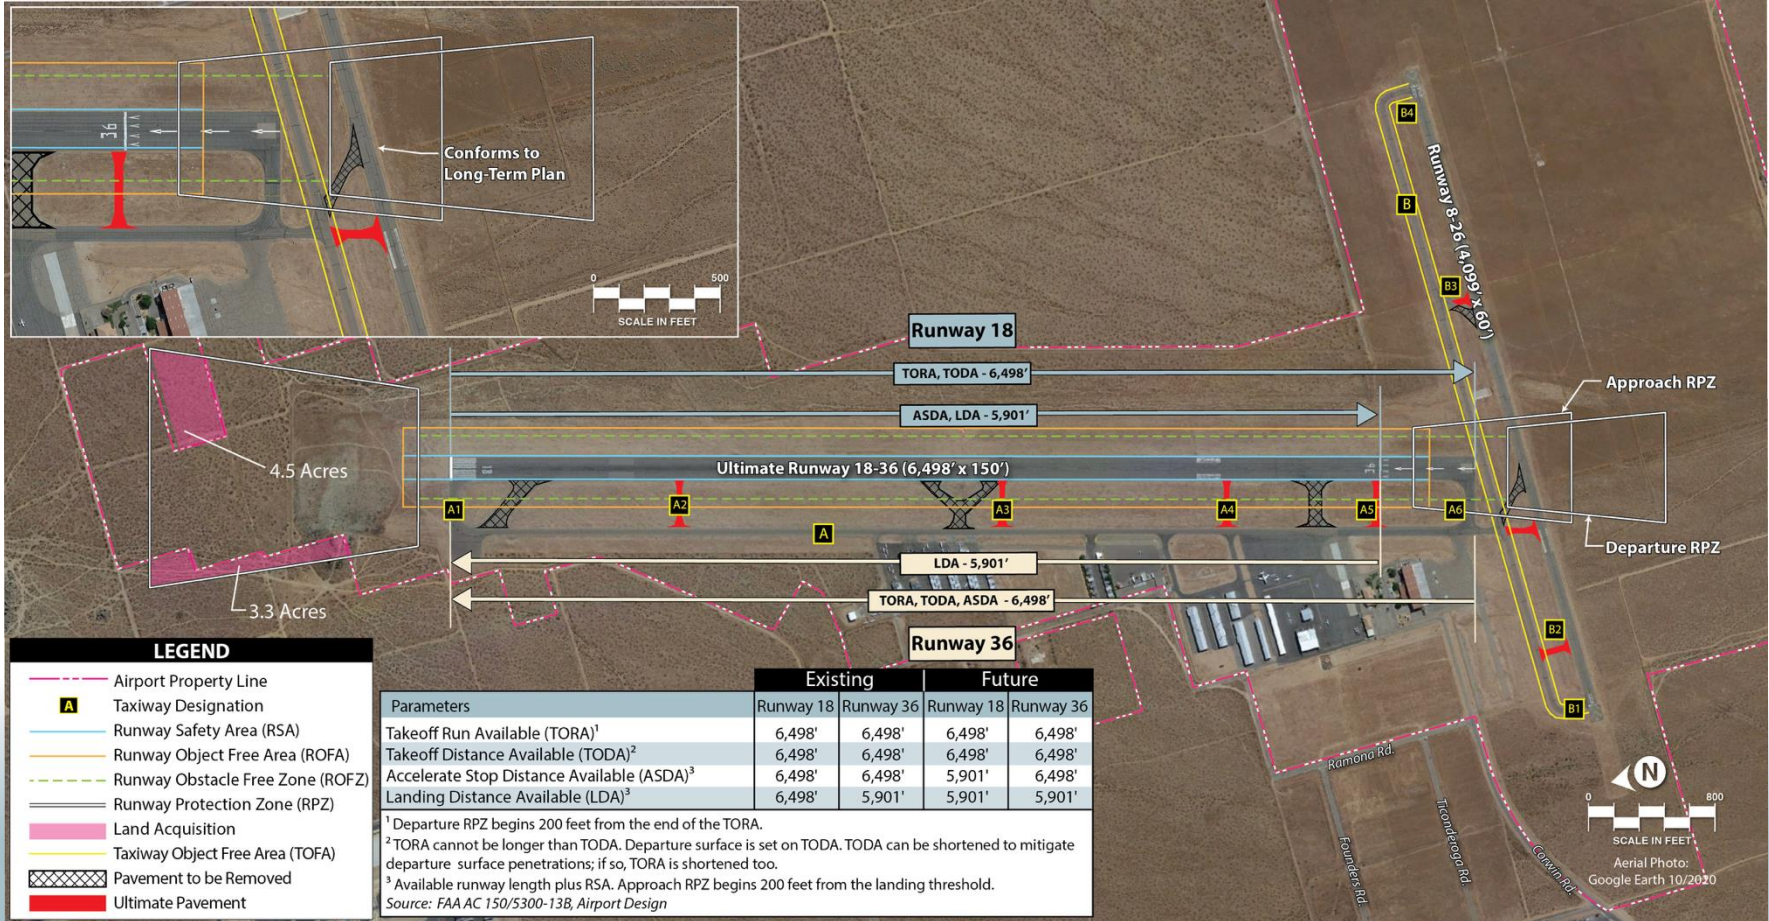 36
Conforms to
Long-Term Plan
0 500
SCALE IN FEET
B4
B
Runway 8-26 (4,099' x 60')
B3
Runway 18
TORA, TODA - 6,498'
ASDA, LDA - 5,901'
Approach RPZ
4.5 Acres
18
Ultimate Runway 18-36 (6,498' x 150')
36
A1
A2
A3
A4
A5
A6
A
Departure RPZ
LDA - 5,901'
TORA, TODA, ASDA - 6,498'
3.3 Acres
Runway 36
B2
B1
LEGEND
Airport Property Line
A Taxiway Designation
Runway Safety Area (RSA)
Runway Object Free Area (ROFA)
Runway Obstacle Free Zone (ROFZ)
Runway Protection Zone (RPZ)
Land Acquisition
Taxiway Object Free Area (TOFA)
Pavement to be Removed
Ultimate Pavement
Existing Future
Parameters Runway 18 Runway 36 Runway 18 Runway 36
Takeoff Run Available (TORA)¹ 6,498' 6,498' 6,498' 6,498'
Takeoff Distance Available (TODA)² 6,498' 6,498' 6,498' 6,498'
Accelerate Stop Distance Available (ASDA)³ 6,498' 6,498' 5,901' 6,498'
Landing Distance Available (LDA)³ 6,498' 5,901' 5,901' 5,901'
¹ Departure RPZ begins 200 feet from the end of the TORA.
² TORA cannot be longer than TODA. Departure surface is set on TODA. TODA can be shortened to mitigate
departure surface penetrations; if so, TORA is shortened too.
³ Available runway length plus RSA. Approach RPZ begins 200 feet from the landing threshold.
Source: FAA AC 150/5300-13B, Airport Design
Ramona Rd.
Founders Rd.
Ticonderoga Rd.
Corwin Rd.
N
0 800
SCALE IN FEET
Aerial Photo:
Google Earth 10/2020